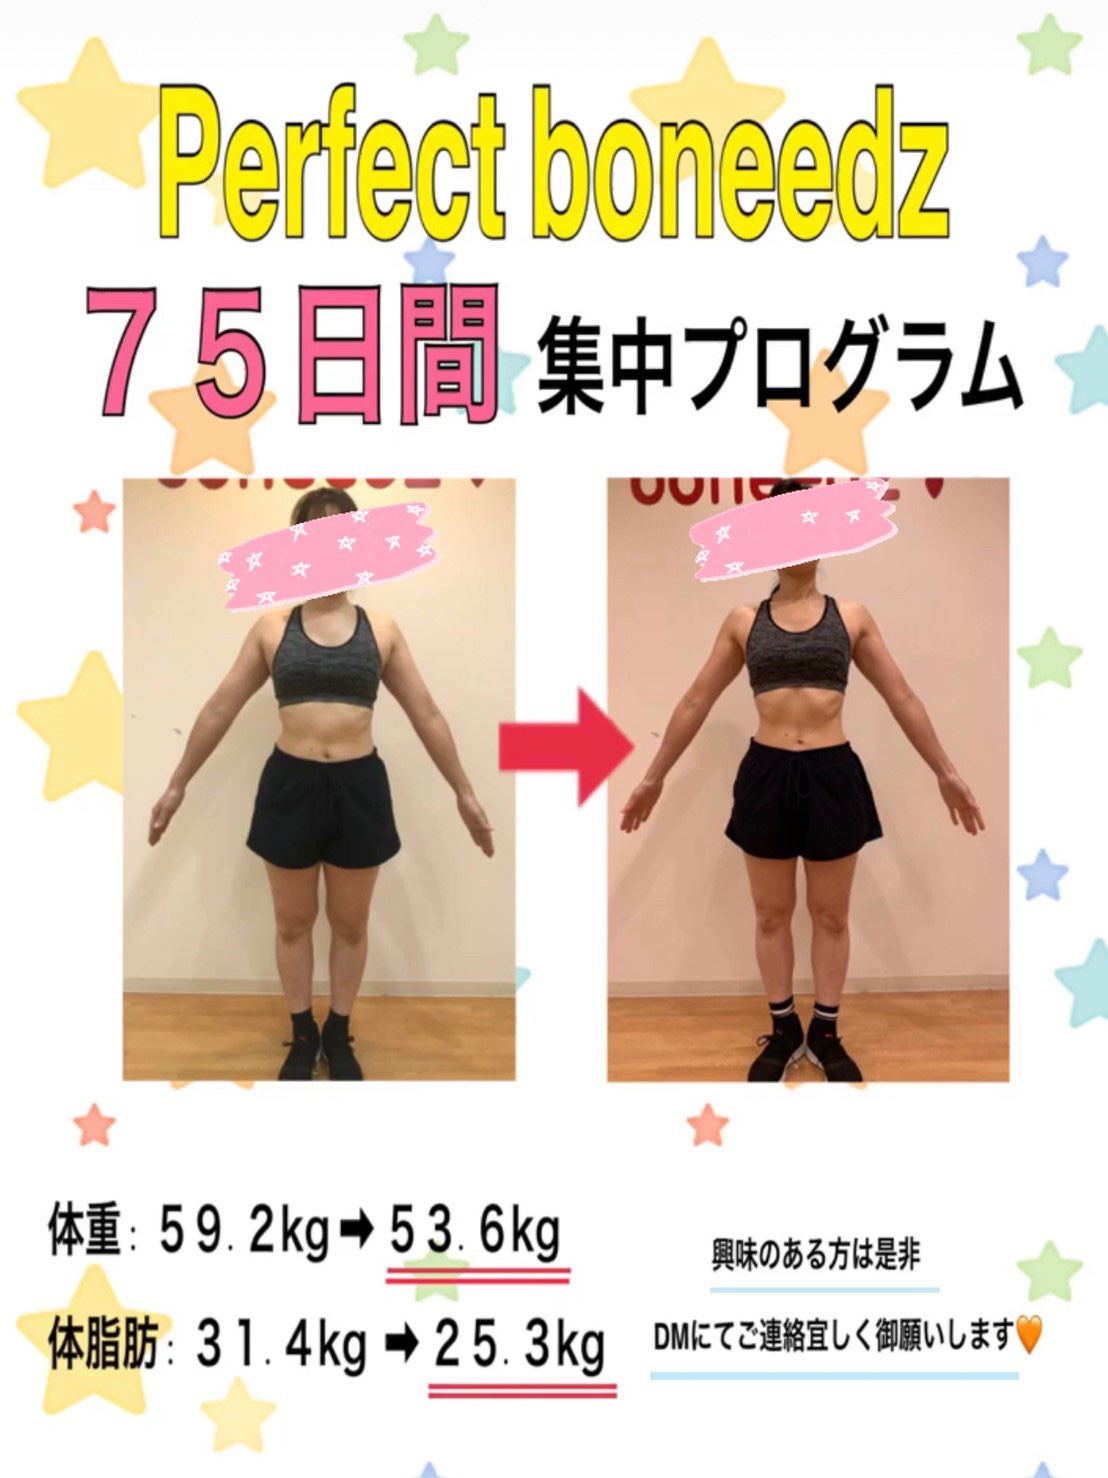 Perfect boneedz
７５日間 集中プログラム
体重: ５９.２kg➡５３.６kg
体脂肪: ３１.４kg➡２５.３kg
興味のある方は是非
DMにてご連絡宜しく御願いします🧡